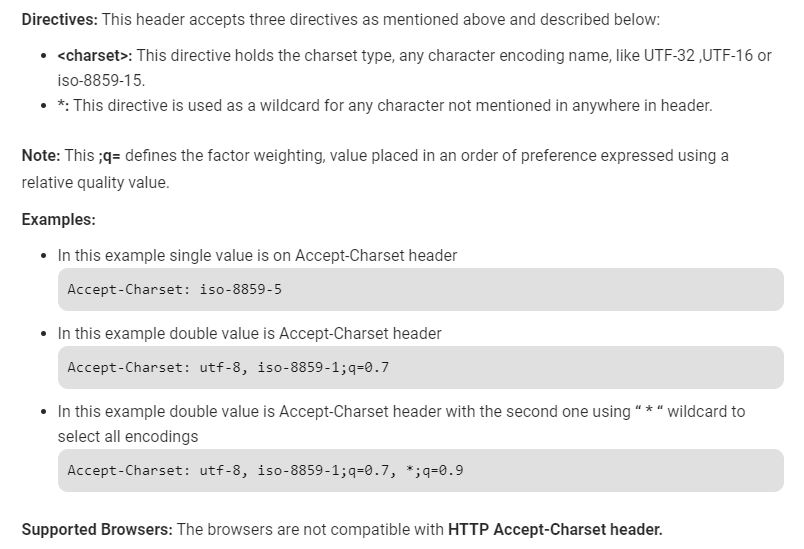 Directives: This header accepts three directives as mentioned above and described below:
• <charset>: This directive holds the charset type, any character encoding name, like UTF-32 ,UTF-16 or
iso-8859-15.
• *: This directive is used as a wildcard for any character not mentioned in anywhere in header.
Note: This ;q= defines the factor weighting, value placed in an order of preference expressed using a
relative quality value.
Examples:
• In this example single value is on Accept-Charset header
Accept-Charset: iso-8859-5
• In this example double value is Accept-Charset header
Accept-Charset: utf-8, iso-8859-1;q=0.7
• In this example double value is Accept-Charset header with the second one using “ * “ wildcard to
select all encodings
Accept-Charset: utf-8, iso-8859-1;q=0.7, *;q=0.9
Supported Browsers: The browsers are not compatible with HTTP Accept-Charset header.